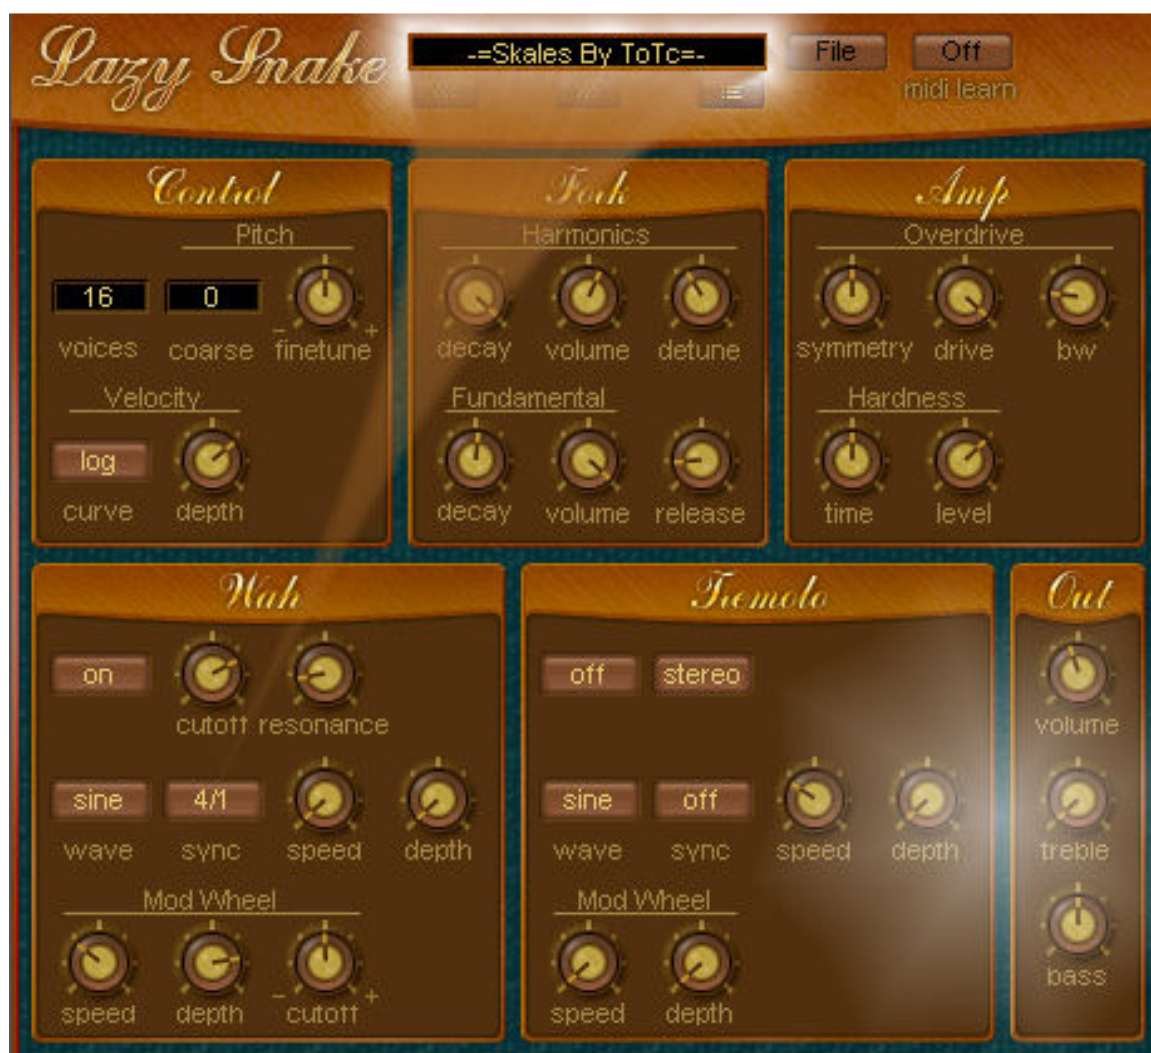 Lazy Snake
-=Skales By ToTc=-
File
Off
midi learn
Control
Pitch
16
0
- +
voices
coarse
finetune
Velocity
log
curve
depth
Fork
Harmonics
decay
volume
detune
Fundamental
decay
volume
release
Amp
Overdrive
symmetry
drive
bw
Hardness
time
level
Wah
on
cutoff
resonance
sine
4/1
wave
sync
speed
depth
Mod Wheel
- +
speed
depth
cutoff
Tremolo
off
stereo
sine
off
wave
sync
speed
depth
Mod Wheel
speed
depth
Out
volume
treble
bass